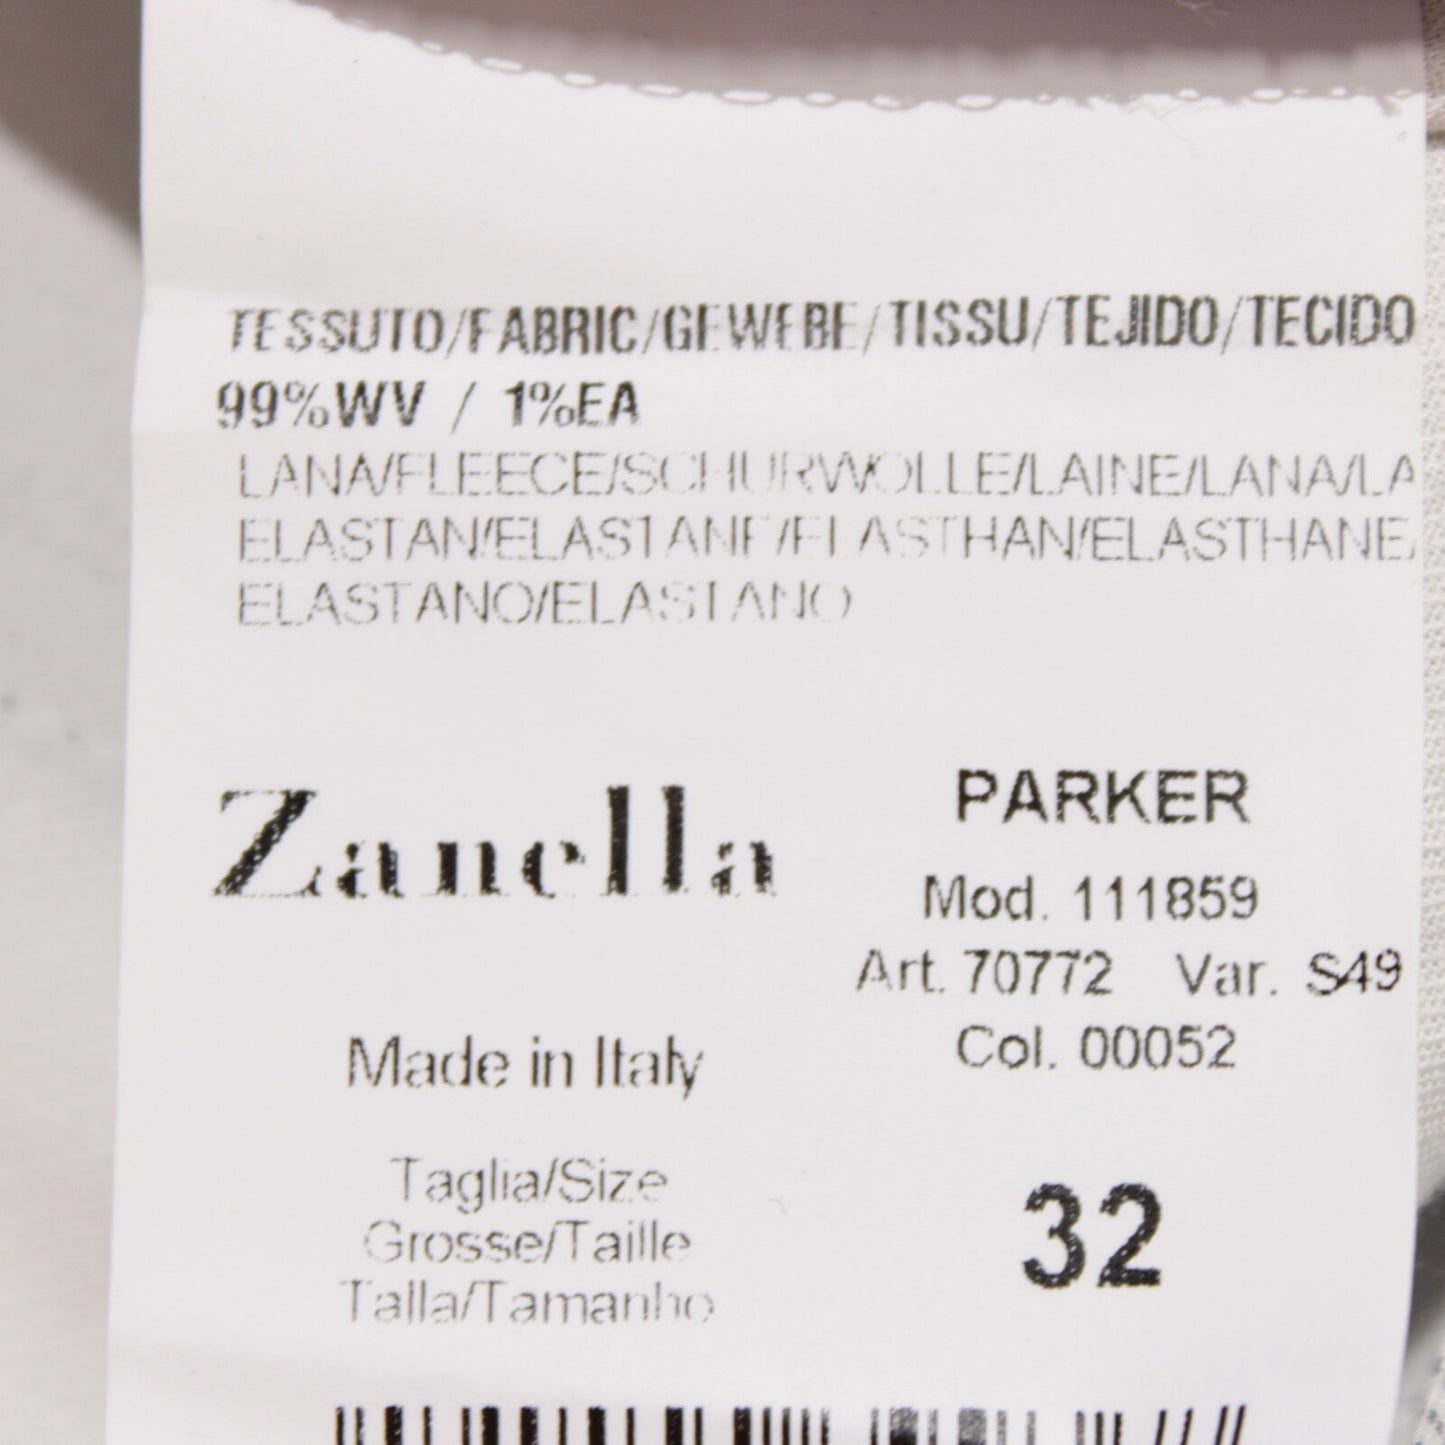 TESSUTO/FABRIC/GEWEBE/TISSU/TEJIDO/TECIDO
99%WV / 1%EA
LANA/FLEECE/SCHURWOLLE/LAINE/LANA/LA
ELASTAN/ELASTANE/ELASTHAN/ELASTHANE/
ELASTANO/ELASTANO
Zanella
PARKER
Mod. 111859
Art. 70772 Var. S49
Col. 00052
Made in Italy
Taglia/Size
Grosse/Taille
Talla/Tamanho
32